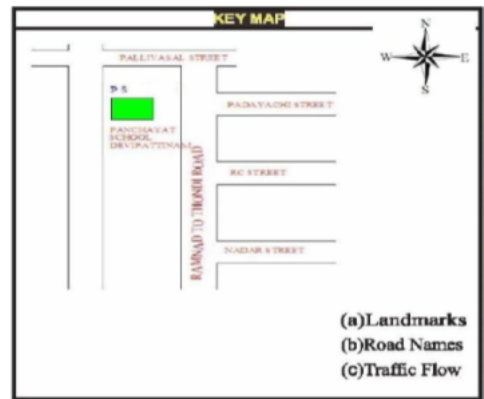 KEY MAP
N
W
E
S
PALLIVASAL STREET
P S
PADAYACHI STREET
PANCHAYAT
SCHOOL
DEVIPATTINAM
RAMNAD TO THONDI ROAD
RC STREET
NADAR STREET
(a)Landmarks
(b)Road Names
(c)Traffic Flow